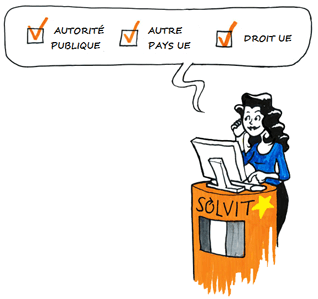 AUTORITÉ
PUBLIQUE
AUTRE
PAYS UE
DROIT UE
SOLVIT